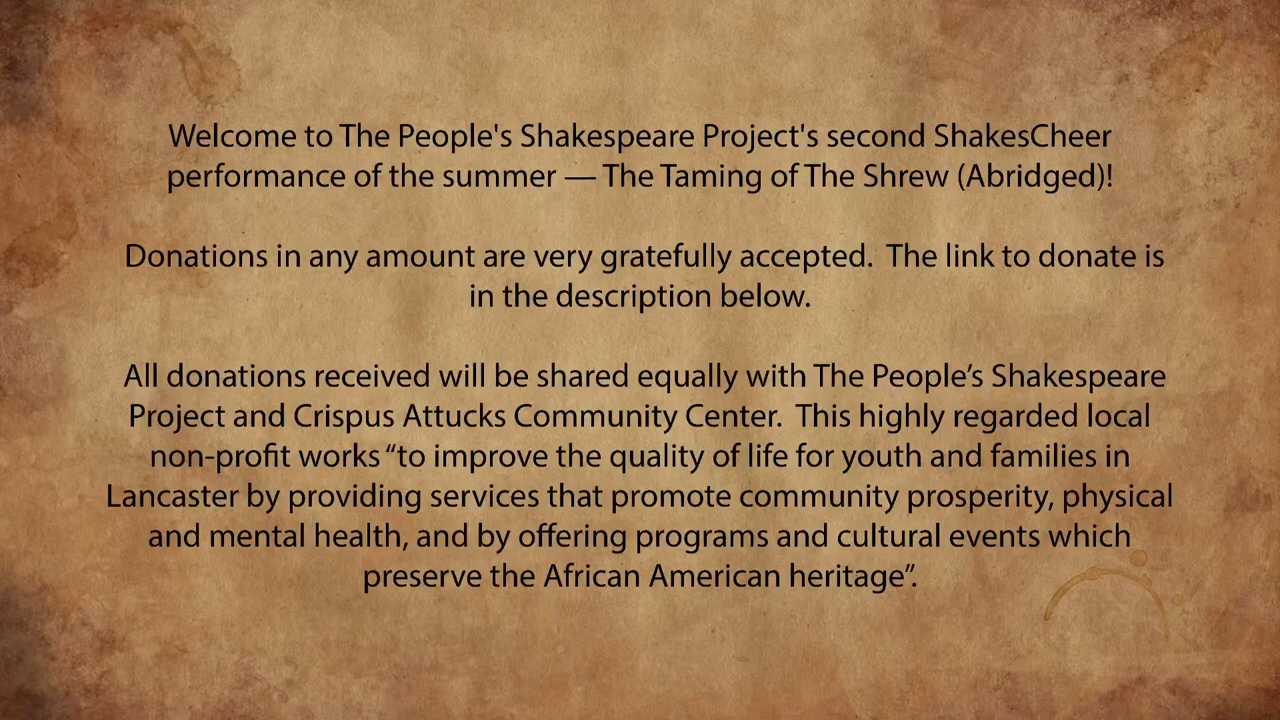 Welcome to The People's Shakespeare Project's second ShakesCheer
performance of the summer — The Taming of The Shrew (Abridged)!
Donations in any amount are very gratefully accepted.  The link to donate is
in the description below.
All donations received will be shared equally with The People’s Shakespeare
Project and Crispus Attucks Community Center.  This highly regarded local
non-profit works “to improve the quality of life for youth and families in
Lancaster by providing services that promote community prosperity, physical
and mental health, and by offering programs and cultural events which
preserve the African American heritage”.